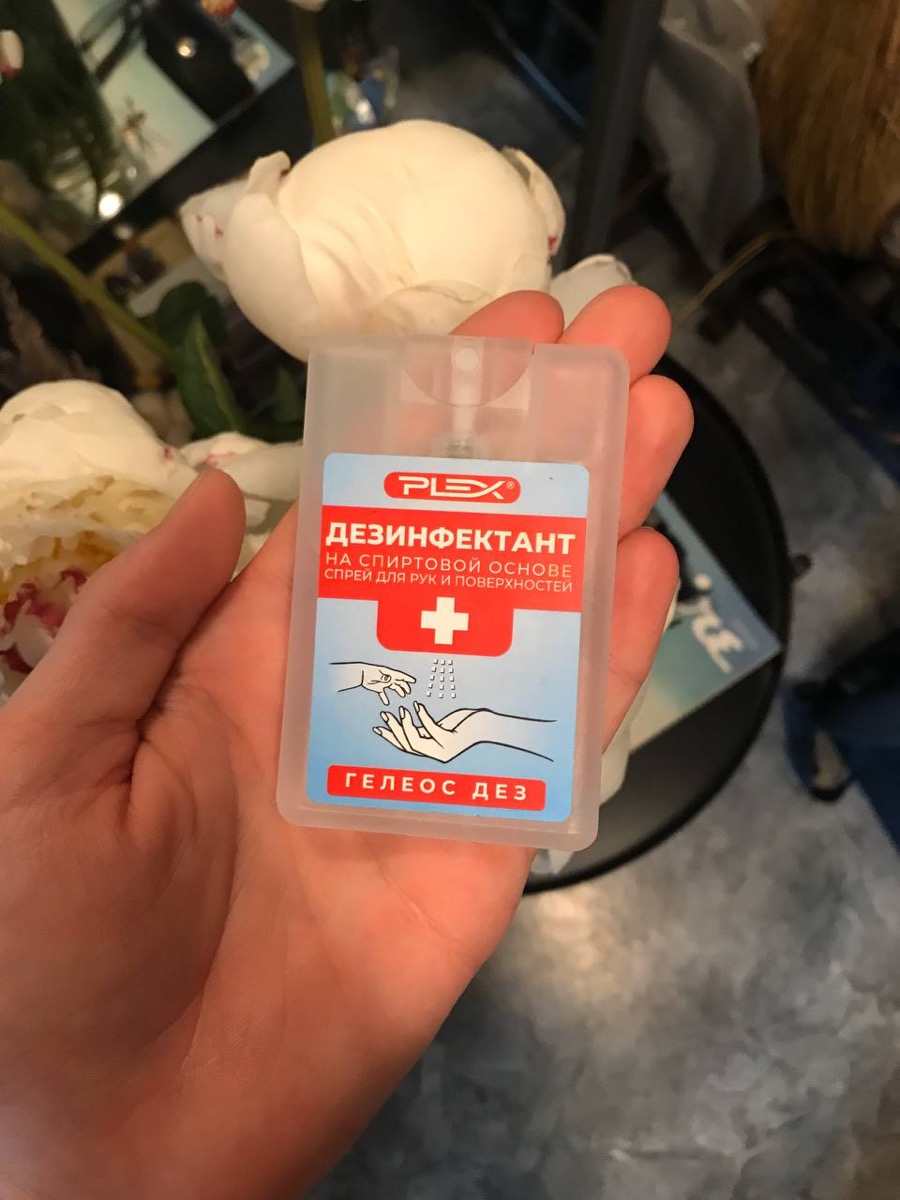 PLEX®
ДЕЗИНФЕКТАНТ
НА СПИРТОВОЙ ОСНОВЕ
СПРЕЙ ДЛЯ РУК И ПОВЕРХНОСТЕЙ
ГЕЛЕОС ДЕЗ